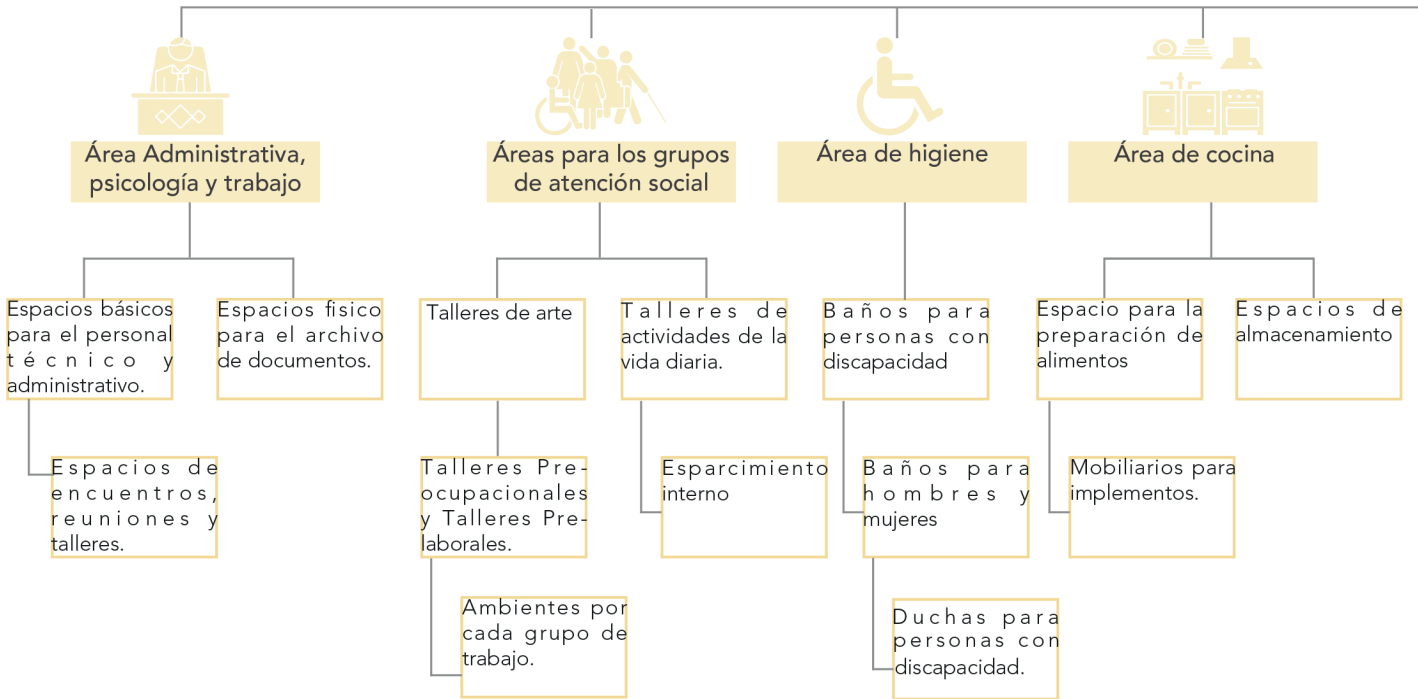 Área Administrativa,
psicología y trabajo
Áreas para los grupos
de atención social
Área de higiene
Área de cocina
Espacios básicos
para el personal
técnico y
administrativo.
Espacios fisico
para el archivo
de documentos.
Talleres de arte
Talleres de
actividades de la
vida diaria.
Baños para
personas con
discapacidad
Espacio para la
preparación de
alimentos
Espacios de
almacenamiento
Espacios de
encuentros,
reuniones y
talleres.
Talleres Pre-
ocupacionales
y Talleres Pre-
laborales.
Esparcimiento
interno
Baños para
hombres y
mujeres
Mobiliarios para
implementos.
Ambientes por
cada grupo de
trabajo.
Duchas para
personas con
discapacidad.